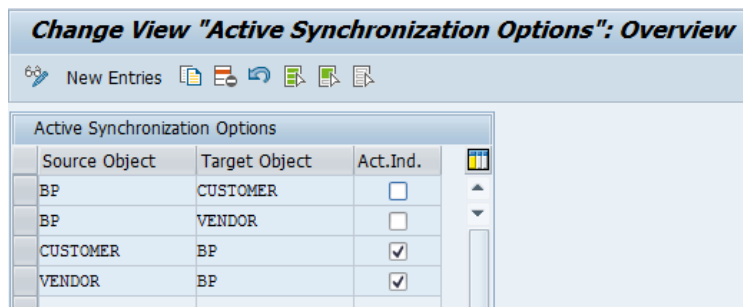 Change View "Active Synchronization Options": Overview
New Entries
Active Synchronization Options
Source Object Target Object Act.Ind.
BP CUSTOMER
BP VENDOR
CUSTOMER BP
VENDOR BP